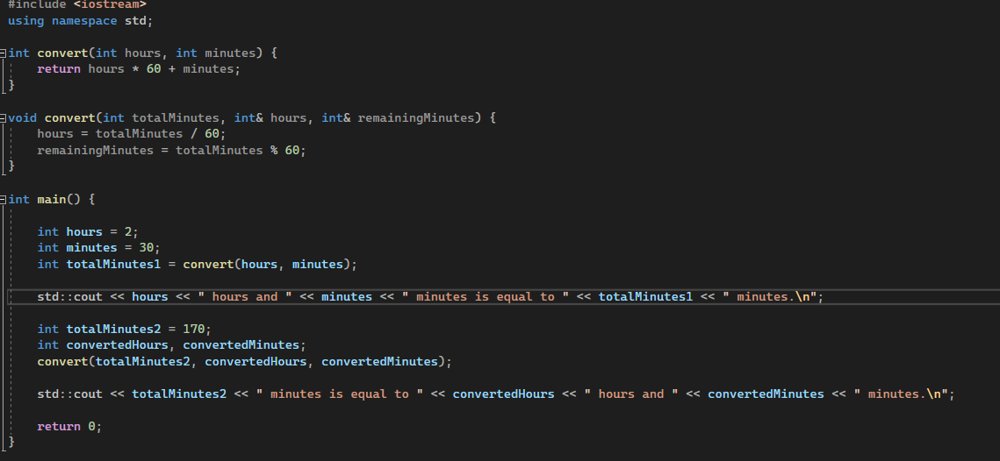 #include <iostream>
using namespace std;
int convert(int hours, int minutes) {
return hours * 60 + minutes;
}
void convert(int totalMinutes, int& hours, int& remainingMinutes) {
hours = totalMinutes / 60;
remainingMinutes = totalMinutes % 60;
}
int main() {
int hours = 2;
int minutes = 30;
int totalMinutes1 = convert(hours, minutes);
std::cout << hours << " hours and " << minutes << " minutes is equal to " << totalMinutes1 << " minutes.\n";
int totalMinutes2 = 170;
int convertedHours, convertedMinutes;
convert(totalMinutes2, convertedHours, convertedMinutes);
std::cout << totalMinutes2 << " minutes is equal to " << convertedHours << " hours and " << convertedMinutes << " minutes.\n";
return 0;
}